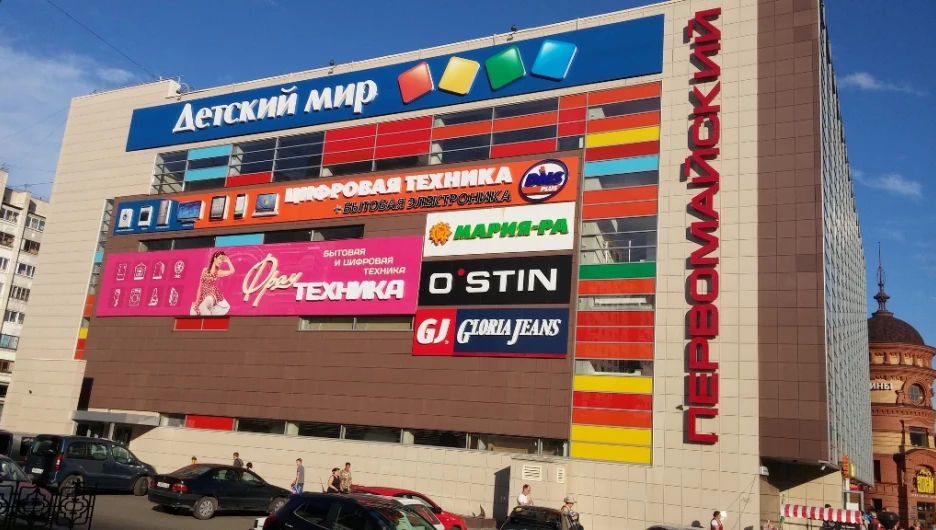 Детский мир
ПЕРВОМАЙСКИЙ
ЦИФРОВАЯ ТЕХНИКА
+ БЫТОВАЯ ЭЛЕКТРОНИКА
DNS
PLUS
МАРИЯ-РА
БЫТОВАЯ
И ЦИФРОВАЯ
ТЕХНИКА
Фрау
ТЕХНИКА
O'STIN
GJ GLORIA JEANS